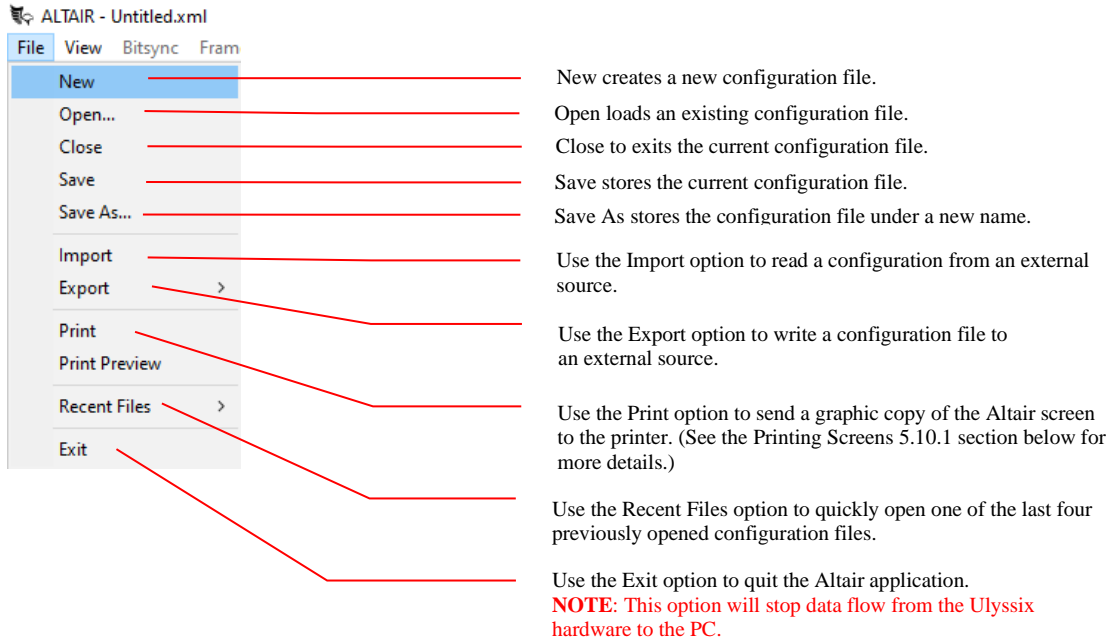 ALTAIR - Untitled.xml
File View Bitsync Fram
New
Open...
Close
Save
Save As...
Import
Export
Print
Print Preview
Recent Files
Exit
New creates a new configuration file.
Open loads an existing configuration file.
Close to exits the current configuration file.
Save stores the current configuration file.
Save As stores the configuration file under a new name.
Use the Import option to read a configuration from an external
source.
Use the Export option to write a configuration file to
an external source.
Use the Print option to send a graphic copy of the Altair screen
to the printer. (See the Printing Screens 5.10.1 section below for
more details.)
Use the Recent Files option to quickly open one of the last four
previously opened configuration files.
Use the Exit option to quit the Altair application.
NOTE: This option will stop data flow from the Ulyssix
hardware to the PC.